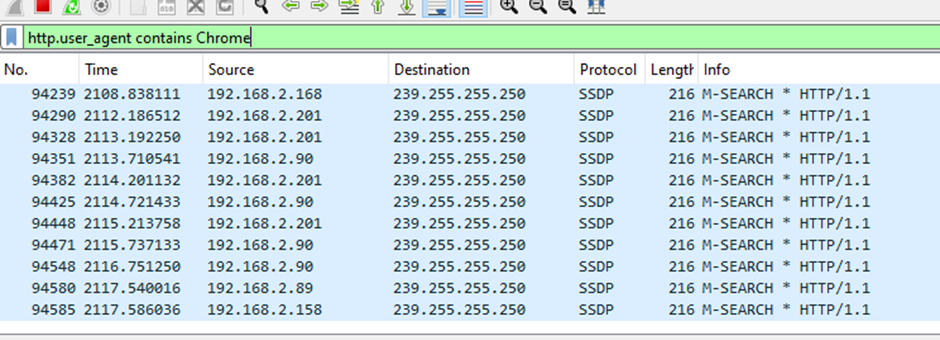 http.user_agent contains Chrome
No. Time Source Destination Protocol Length Info
94239 2108.838111 192.168.2.168 239.255.255.250 SSDP 216 M-SEARCH * HTTP/1.1
94290 2112.186512 192.168.2.201 239.255.255.250 SSDP 216 M-SEARCH * HTTP/1.1
94328 2113.192250 192.168.2.201 239.255.255.250 SSDP 216 M-SEARCH * HTTP/1.1
94351 2113.710541 192.168.2.90 239.255.255.250 SSDP 216 M-SEARCH * HTTP/1.1
94382 2114.201132 192.168.2.201 239.255.255.250 SSDP 216 M-SEARCH * HTTP/1.1
94425 2114.721433 192.168.2.90 239.255.255.250 SSDP 216 M-SEARCH * HTTP/1.1
94448 2115.213758 192.168.2.201 239.255.255.250 SSDP 216 M-SEARCH * HTTP/1.1
94471 2115.737133 192.168.2.90 239.255.255.250 SSDP 216 M-SEARCH * HTTP/1.1
94548 2116.751250 192.168.2.90 239.255.255.250 SSDP 216 M-SEARCH * HTTP/1.1
94580 2117.540016 192.168.2.89 239.255.255.250 SSDP 216 M-SEARCH * HTTP/1.1
94585 2117.586036 192.168.2.158 239.255.255.250 SSDP 216 M-SEARCH * HTTP/1.1